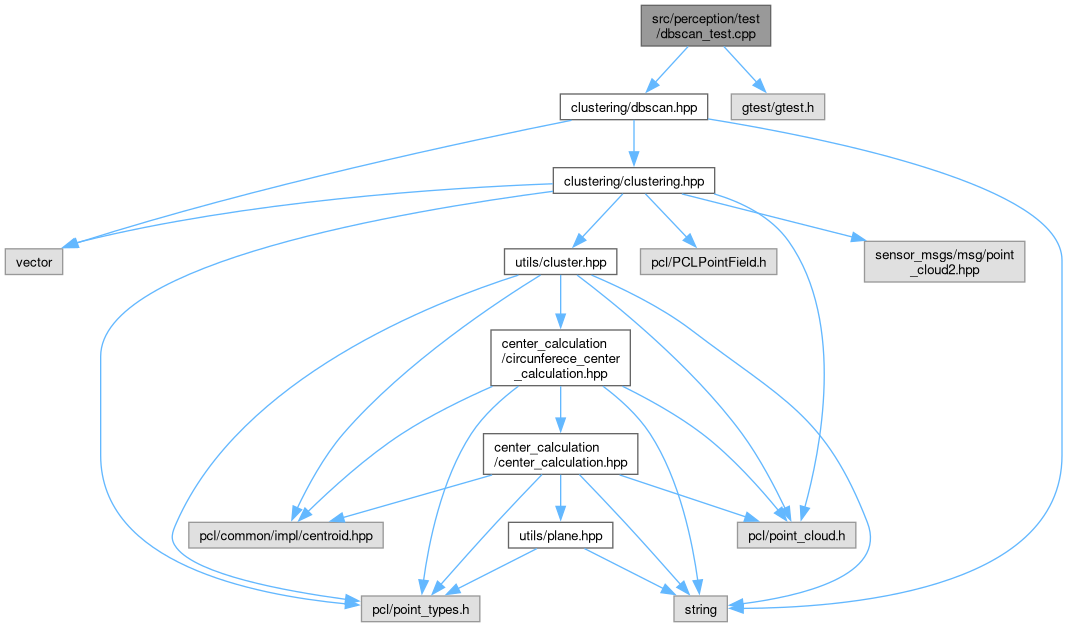 src/perception/test
/dbscan_test.cpp
clustering/dbscan.hpp
gtest/gtest.h
clustering/clustering.hpp
vector
utils/cluster.hpp
pcl/PCLPointField.h
sensor_msgs/msg/point
_cloud2.hpp
center_calculation
/circunferece_center
_calculation.hpp
center_calculation
/center_calculation.hpp
pcl/common/impl/centroid.hpp
utils/plane.hpp
pcl/point_cloud.h
pcl/point_types.h
string